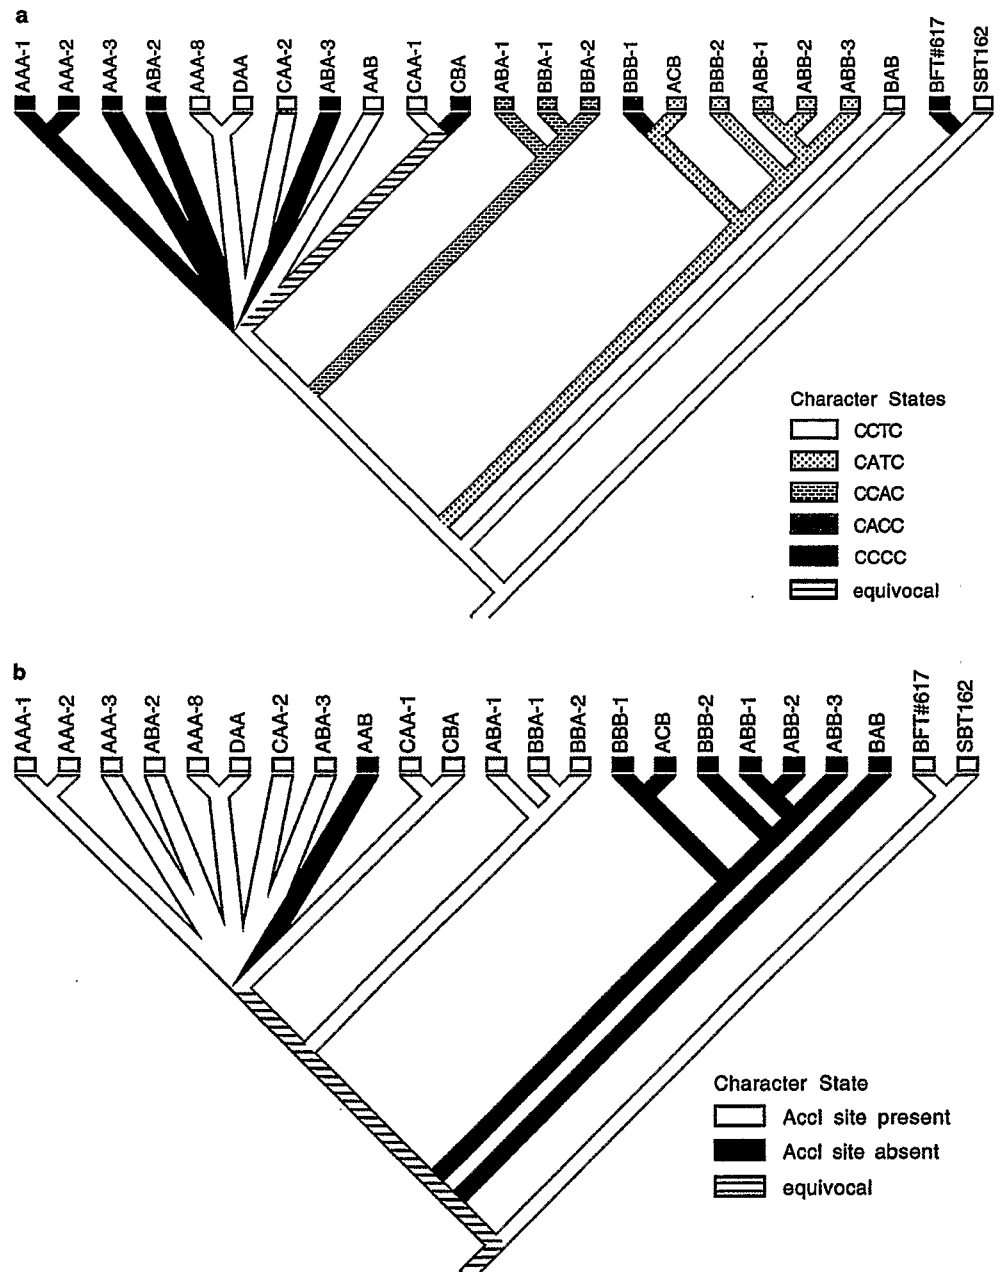 a
AAA-1 AAA-2 AAA-3 ABA-2 AAA-8 DAA CAA-2 ABA-3 AAB CAA-1 CBA ABA-1 BBA-1 BBA-2 BBB-1 ACB BBB-2 ABB-1 ABB-2 ABB-3 BAB BFT#617 SBT162
Character States
CCTC
CATC
CCAC
CACC
CCCC
equivocal
b
AAA-1 AAA-2 AAA-3 ABA-2 AAA-8 DAA CAA-2 ABA-3 AAB CAA-1 CBA ABA-1 BBA-1 BBA-2 BBB-1 ACB BBB-2 ABB-1 ABB-2 ABB-3 BAB BFT#617 SBT162
Character State
AccI site present
AccI site absent
equivocal